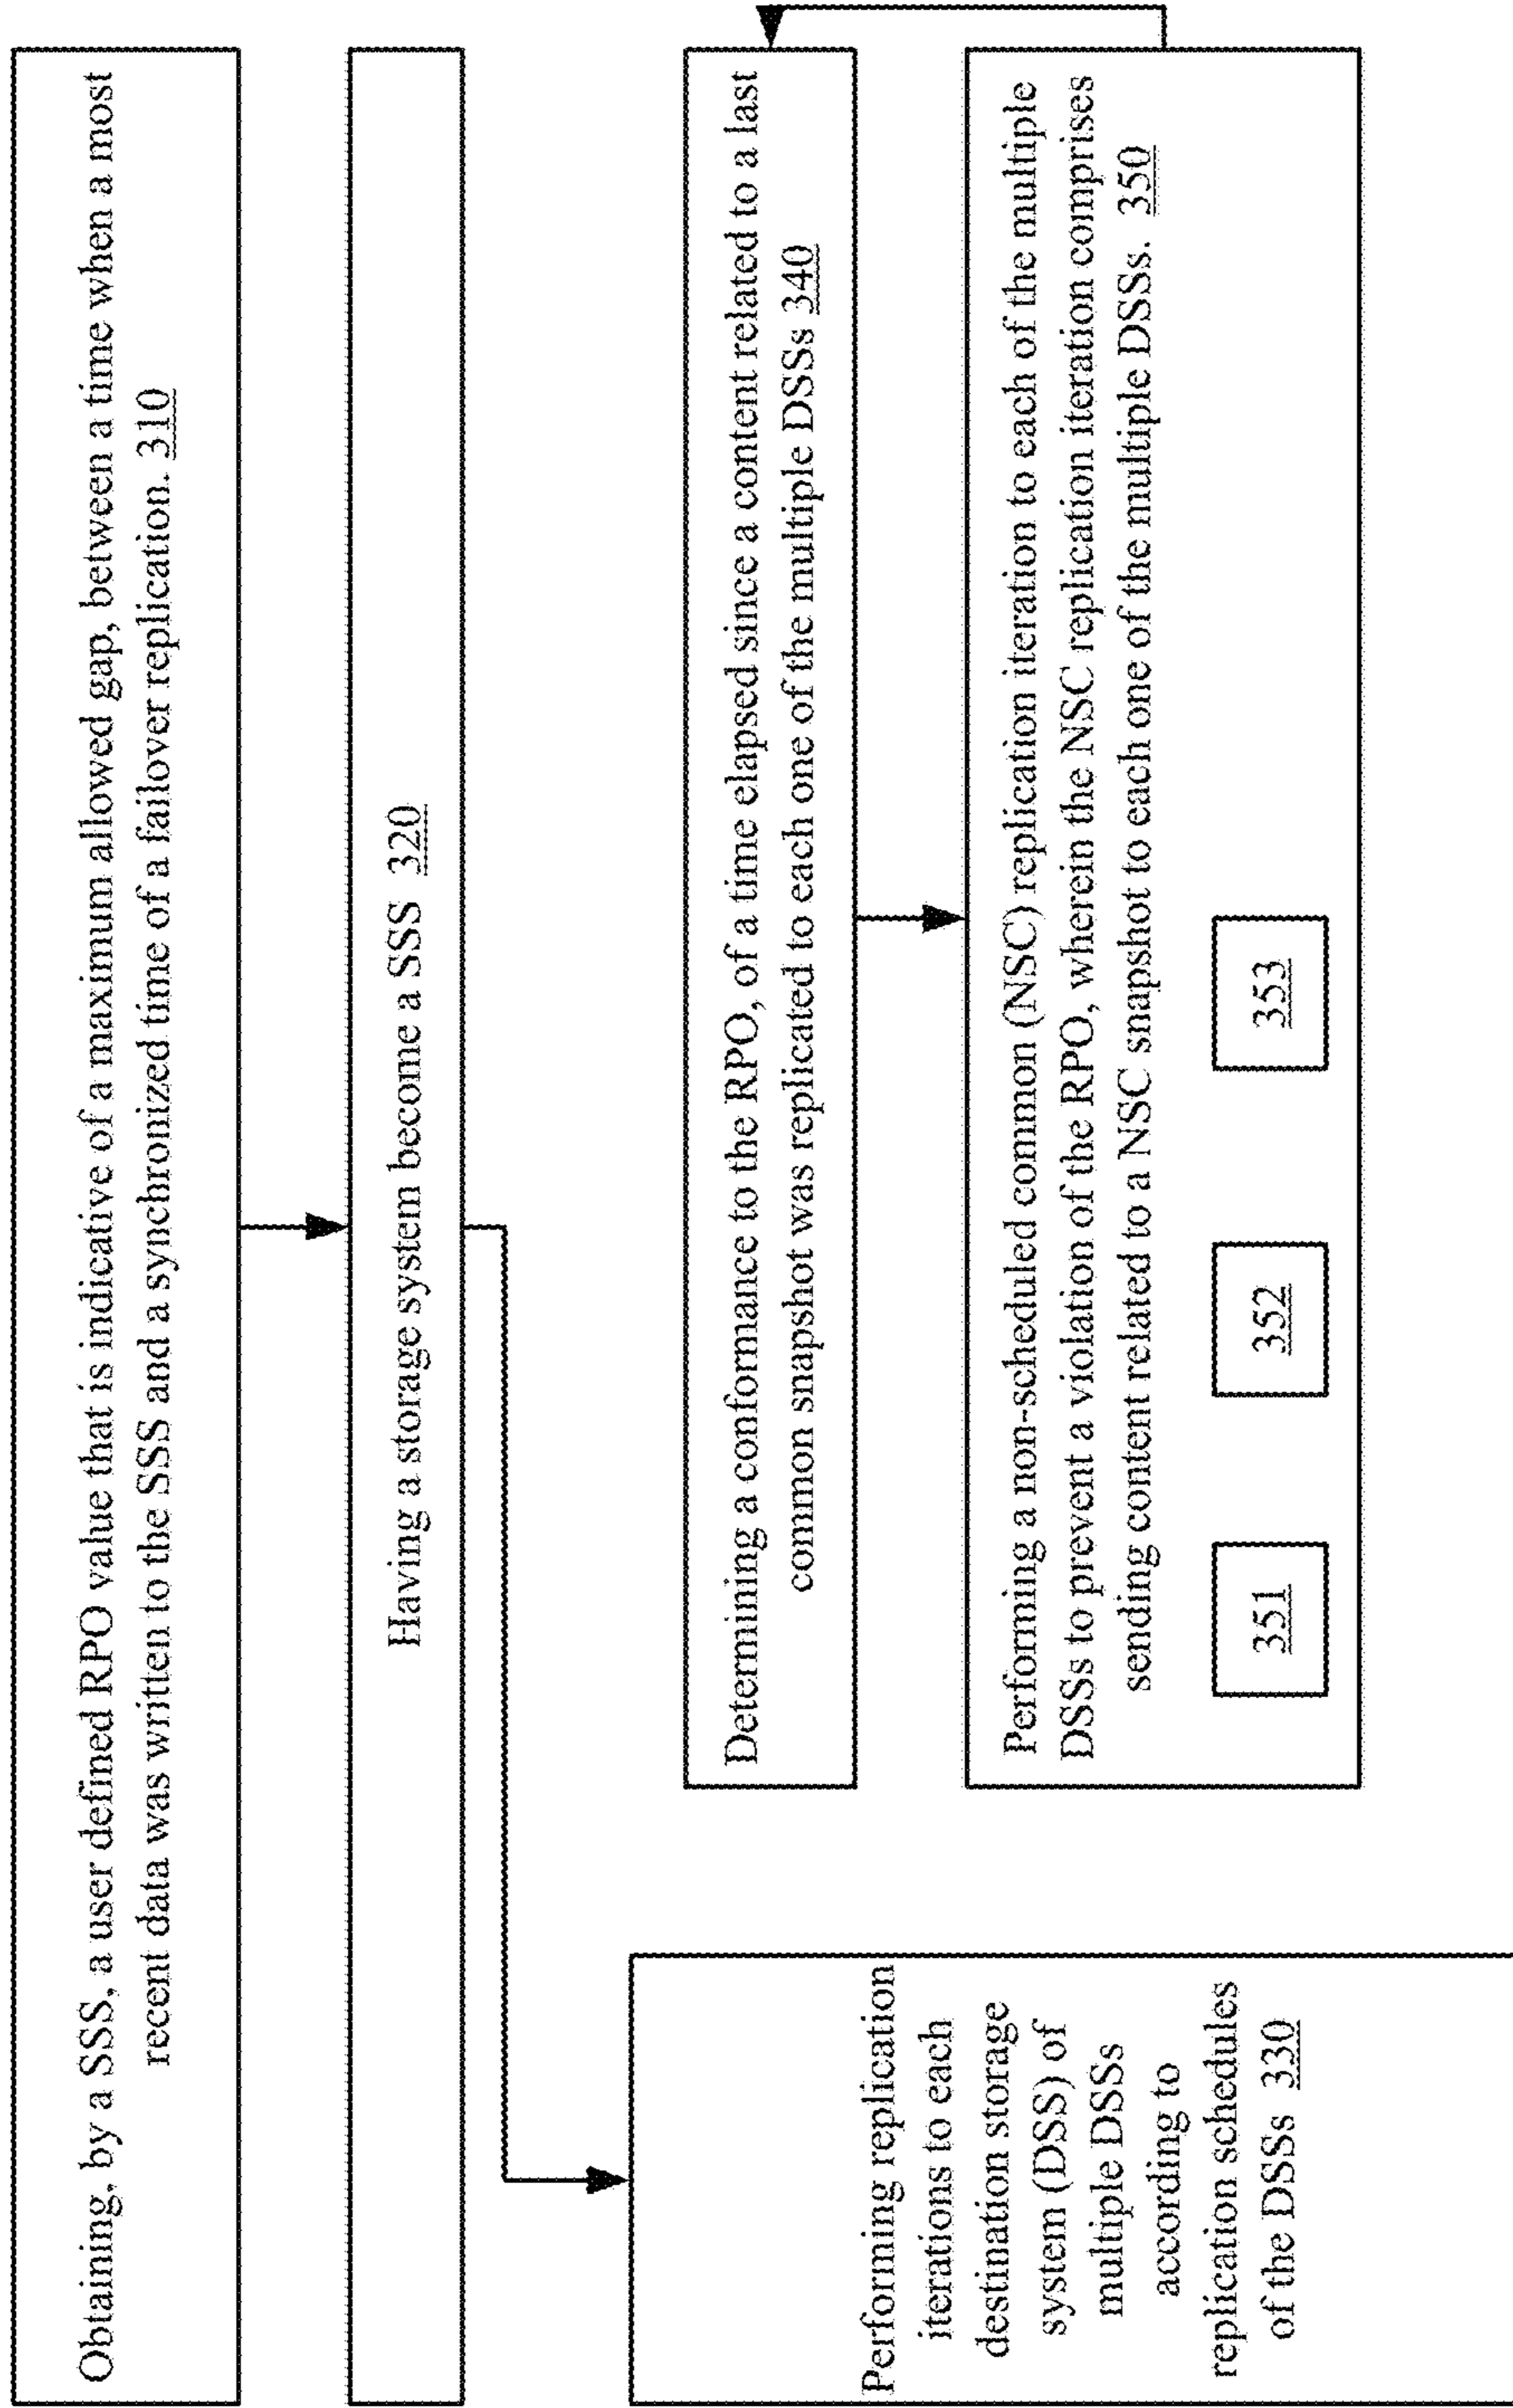 Obtaining, by a SSS, a user defined RPO value that is indicative of a maximum allowed gap, between a time when a most
recent data was written to the SSS and a synchronized time of a failover replication. 310
Having a storage system become a SSS 320
Performing replication
iterations to each
destination storage
system (DSS) of
multiple DSSs
according to
replication schedules
of the DSSs 330
Determining a conformance to the RPO, of a time elapsed since a content related to a last
common snapshot was replicated to each one of the multiple DSSs 340
Performing a non-scheduled common (NSC) replication iteration to each of the multiple
DSSs to prevent a violation of the RPO, wherein the NSC replication iteration comprises
sending content related to a NSC snapshot to each one of the multiple DSSs. 350
351
352
353